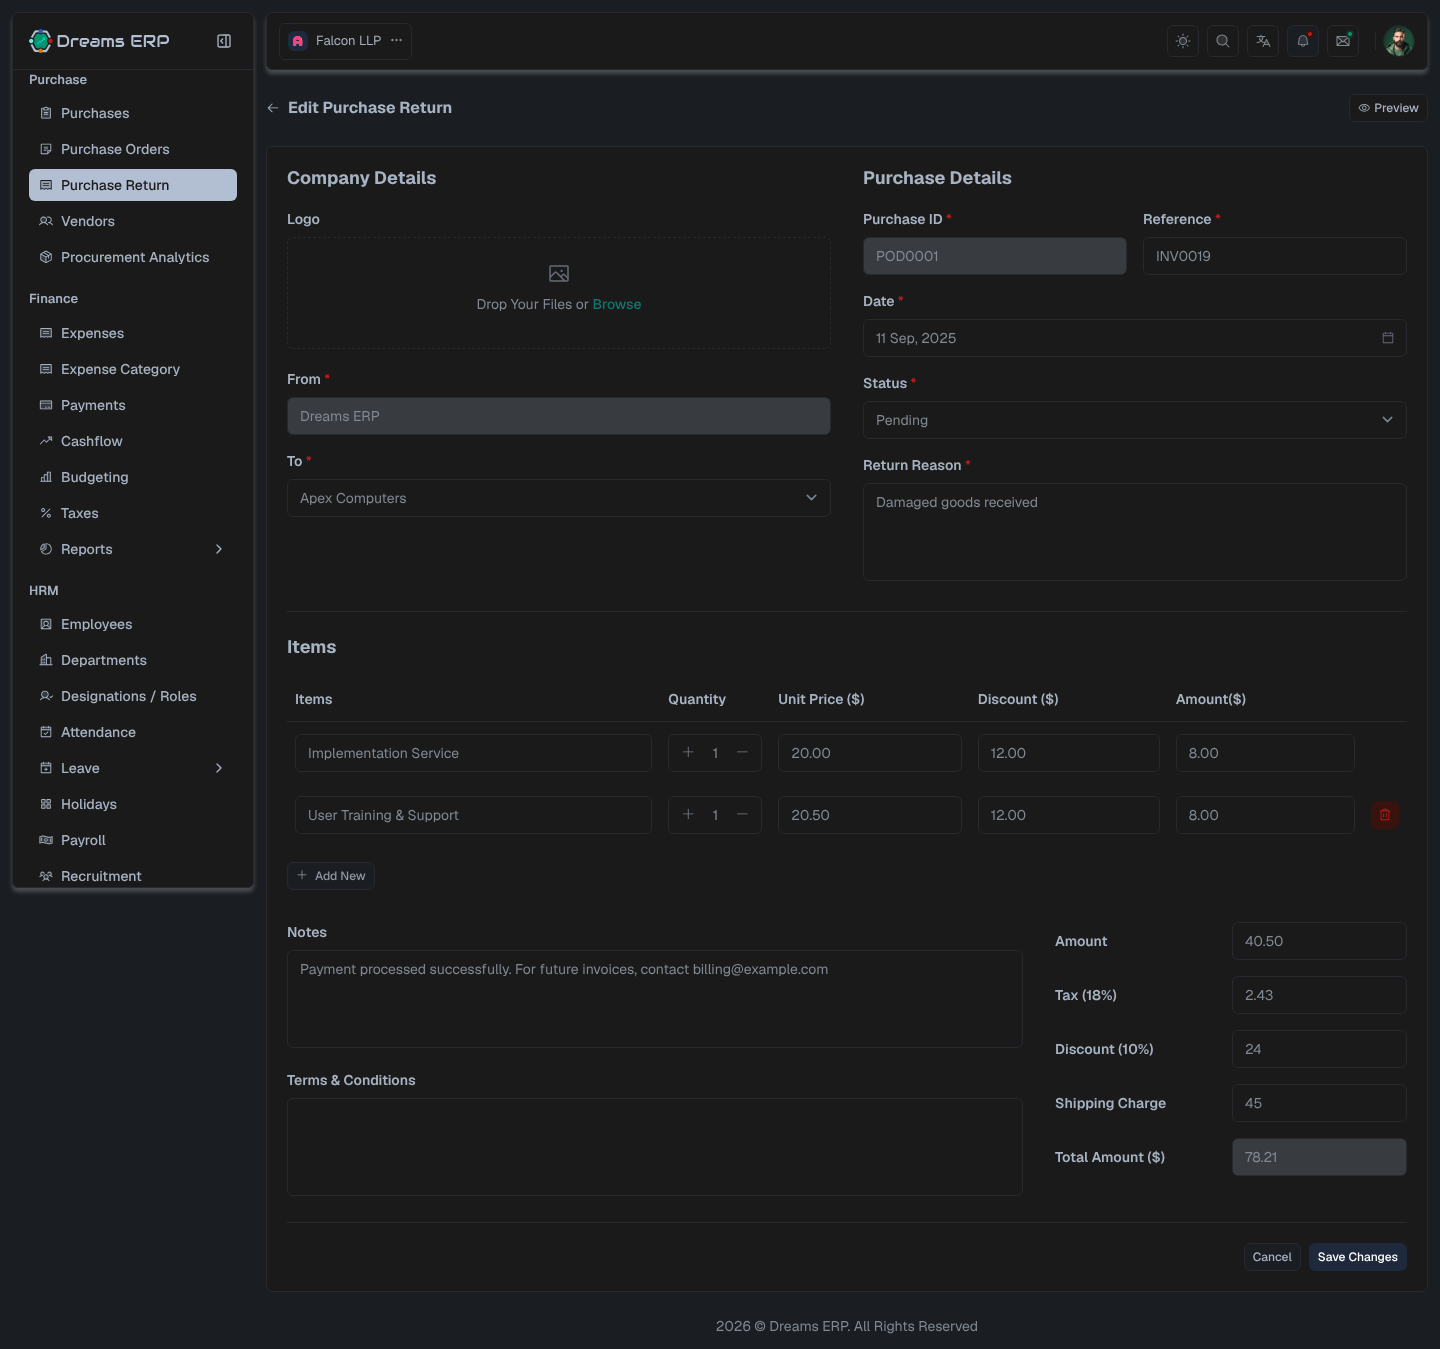 Dreams ERP
Purchase
Purchases
Purchase Orders
Purchase Return
Vendors
Procurement Analytics
Finance
Expenses
Expense Category
Payments
Cashflow
Budgeting
Taxes
Reports
HRM
Employees
Departments
Designations / Roles
Attendance
Leave
Holidays
Payroll
Recruitment
Falcon LLP
Edit Purchase Return
Preview
Company Details
Logo
Drop Your Files or Browse
From *
Dreams ERP
To *
Apex Computers
Purchase Details
Purchase ID * Reference *
POD0001 INV0019
Date *
11 Sep, 2025
Status *
Pending
Return Reason *
Damaged goods received
Items
Items Quantity Unit Price ($) Discount ($) Amount($)
Implementation Service 1 20.00 12.00 8.00
User Training & Support 1 20.50 12.00 8.00
Add New
Notes
Payment processed successfully. For future invoices, contact billing@example.com
Terms & Conditions
Amount 40.50
Tax (18%) 2.43
Discount (10%) 24
Shipping Charge 45
Total Amount ($) 78.21
Cancel Save Changes
2026 © Dreams ERP. All Rights Reserved